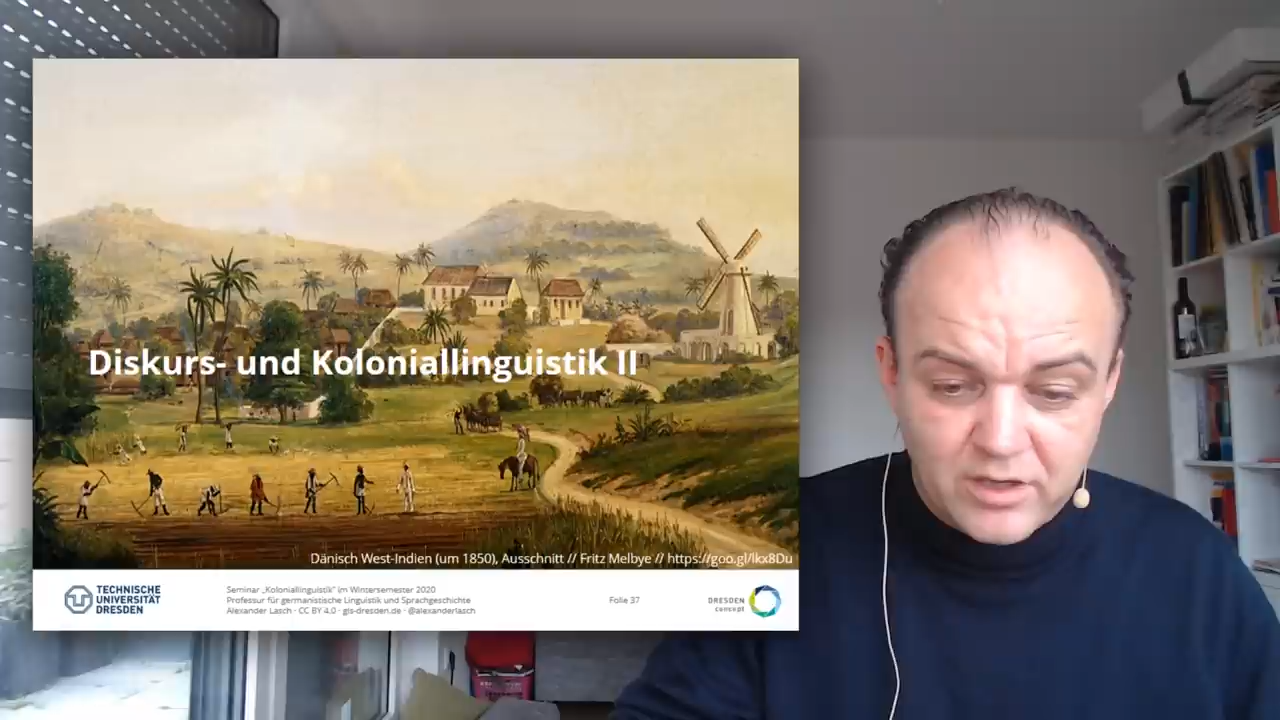 Diskurs- und Koloniallinguistik II
Dänisch West-Indien (um 1850), Ausschnitt // Fritz Melbye // https://goo.gl/lkx8Du
TECHNISCHE
UNIVERSITÄT
DRESDEN
Seminar „Koloniallinguistik“ im Wintersemester 2020
Professur für germanistische Linguistik und Sprachgeschichte
Alexander Lasch · CC BY 4.0 · gls-dresden.de · @alexanderlasch
Folie 37
DRESDEN
concept